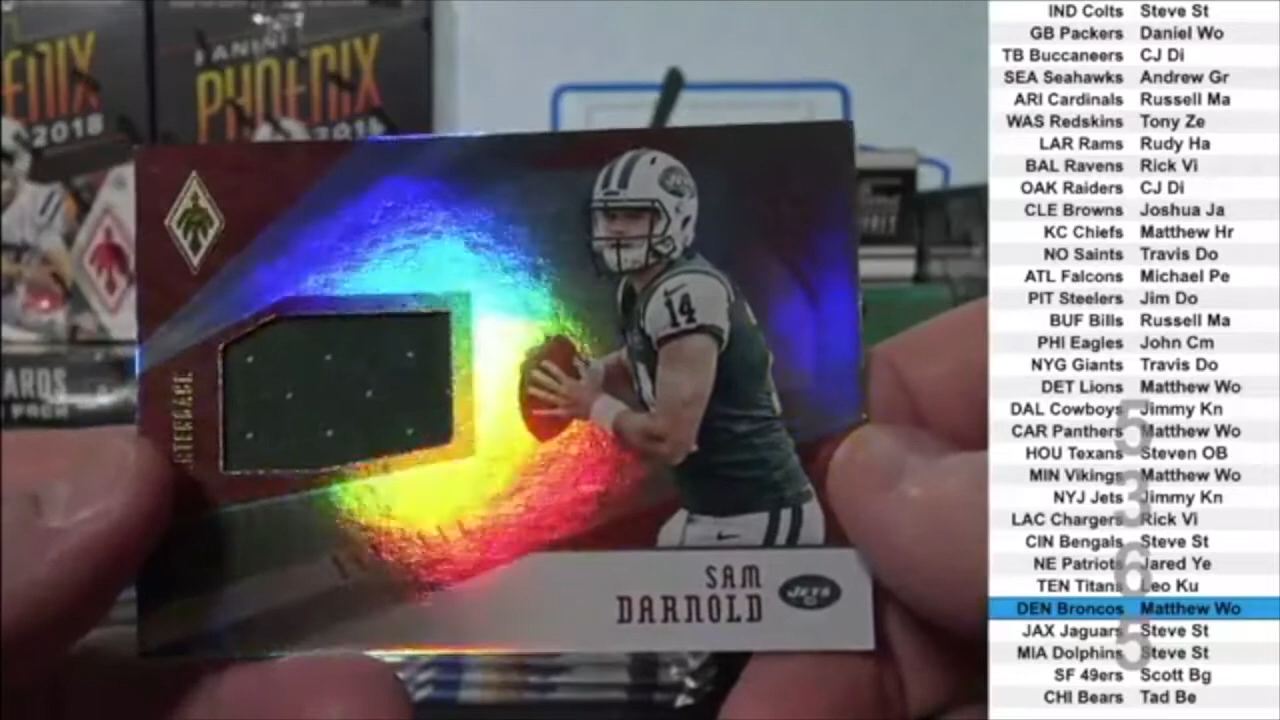 PANINI
PHOENIX
2018
ENIX
2018
ARDS
14
RTERBACK
SAM
DARNOLD
JETS
IND Colts Steve St
GB Packers Daniel Wo
TB Buccaneers CJ Di
SEA Seahawks Andrew Gr
ARI Cardinals Russell Ma
WAS Redskins Tony Ze
LAR Rams Rudy Ha
BAL Ravens Rick Vi
OAK Raiders CJ Di
CLE Browns Joshua Ja
KC Chiefs Matthew Hr
NO Saints Travis Do
ATL Falcons Michael Pe
PIT Steelers Jim Do
BUF Bills Russell Ma
PHI Eagles John Cm
NYG Giants Travis Do
DET Lions Matthew Wo
DAL Cowboys Jimmy Kn
CAR Panthers Matthew Wo
HOU Texans Steven OB
MIN Vikings Matthew Wo
NYJ Jets Jimmy Kn
LAC Chargers Rick Vi
CIN Bengals Steve St
NE Patriots Jared Ye
TEN Titans Leo Ku
DEN Broncos Matthew Wo
JAX Jaguars Steve St
MIA Dolphins Steve St
SF 49ers Scott Bg
CHI Bears Tad Be